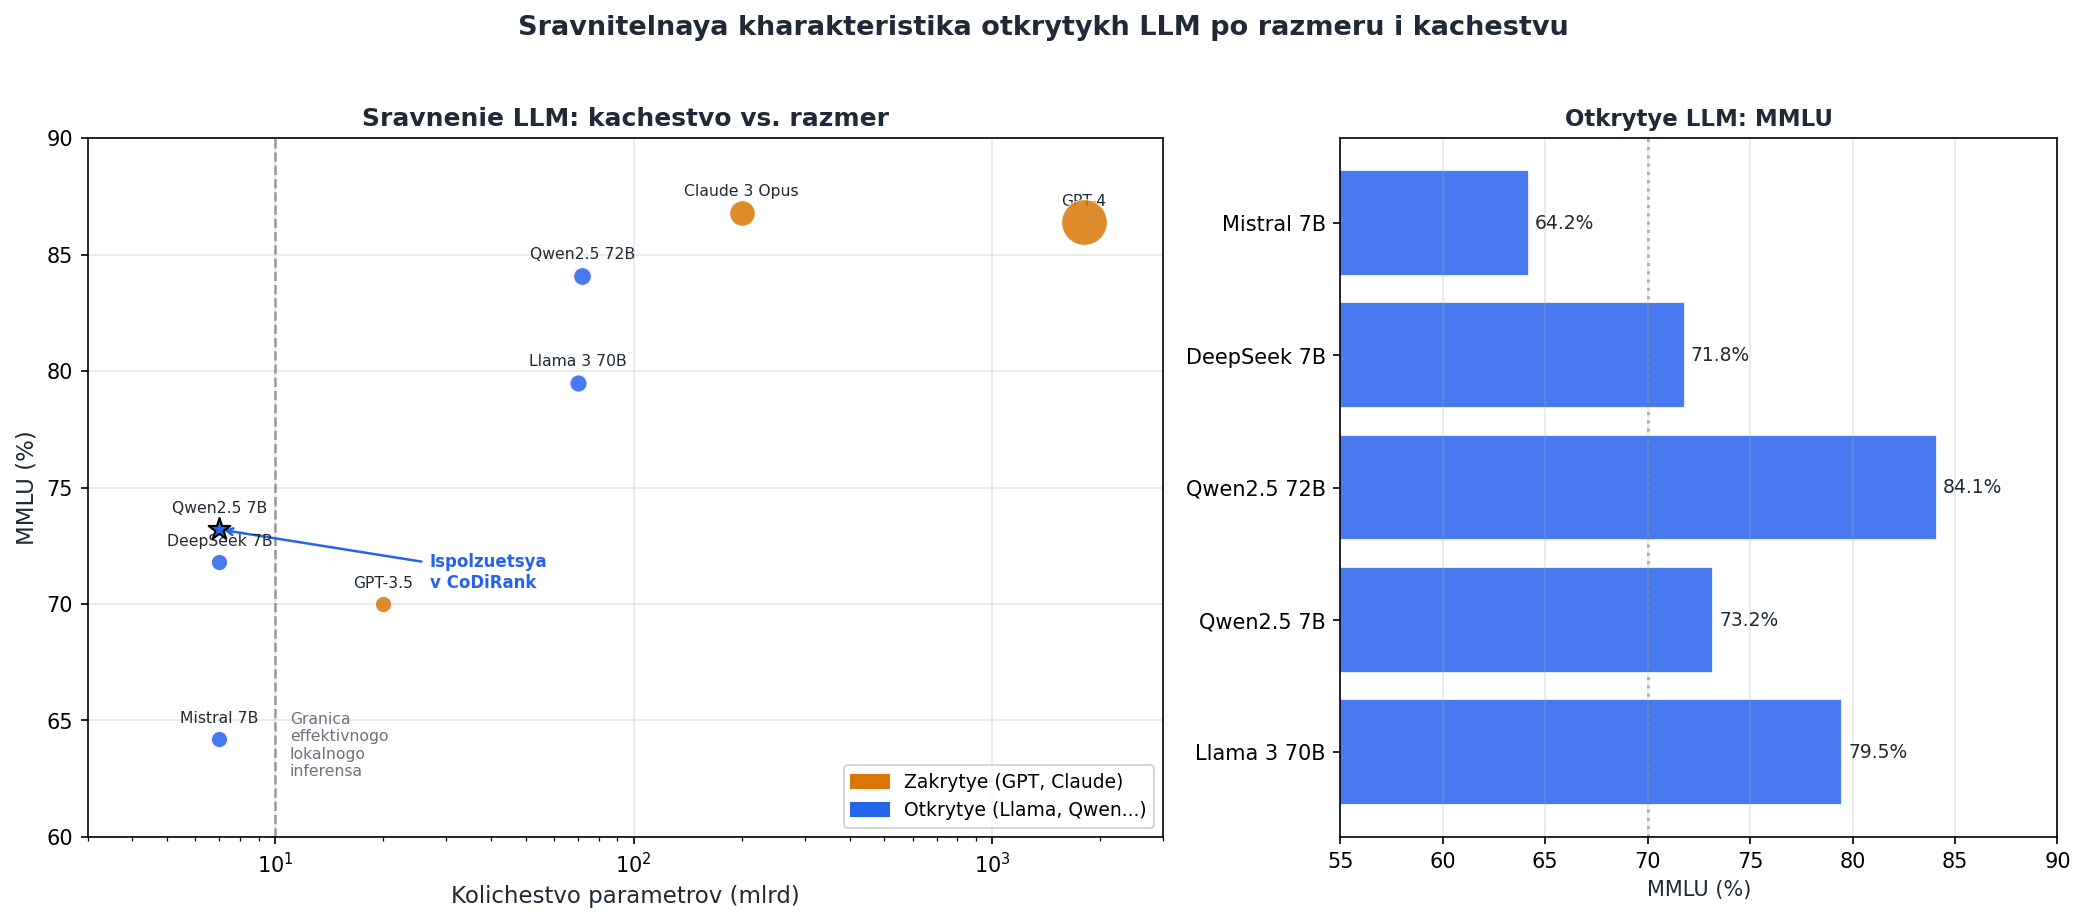 Sravnitelnaya kharakteristika otkrytykh LLM po razmeru i kachestvu
Sravnenie LLM: kachestvo vs. razmer
90
85
80
75
70
65
60
MMLU (%)
Claude 3 Opus
GPT-4
Qwen2.5 72B
Llama 3 70B
Qwen2.5 7B
DeepSeek 7B
Ispolzuetsya
v CoDiRank
GPT-3.5
Mistral 7B
Granica
effektivnogo
lokalnogo
inferensa
Zakrytye (GPT, Claude)
Otkrytye (Llama, Qwen...)
10¹ 10² 10³
Kolichestvo parametrov (mlrd)
Otkrytye LLM: MMLU
Mistral 7B 64.2%
DeepSeek 7B 71.8%
Qwen2.5 72B 84.1%
Qwen2.5 7B 73.2%
Llama 3 70B 79.5%
55 60 65 70 75 80 85 90
MMLU (%)